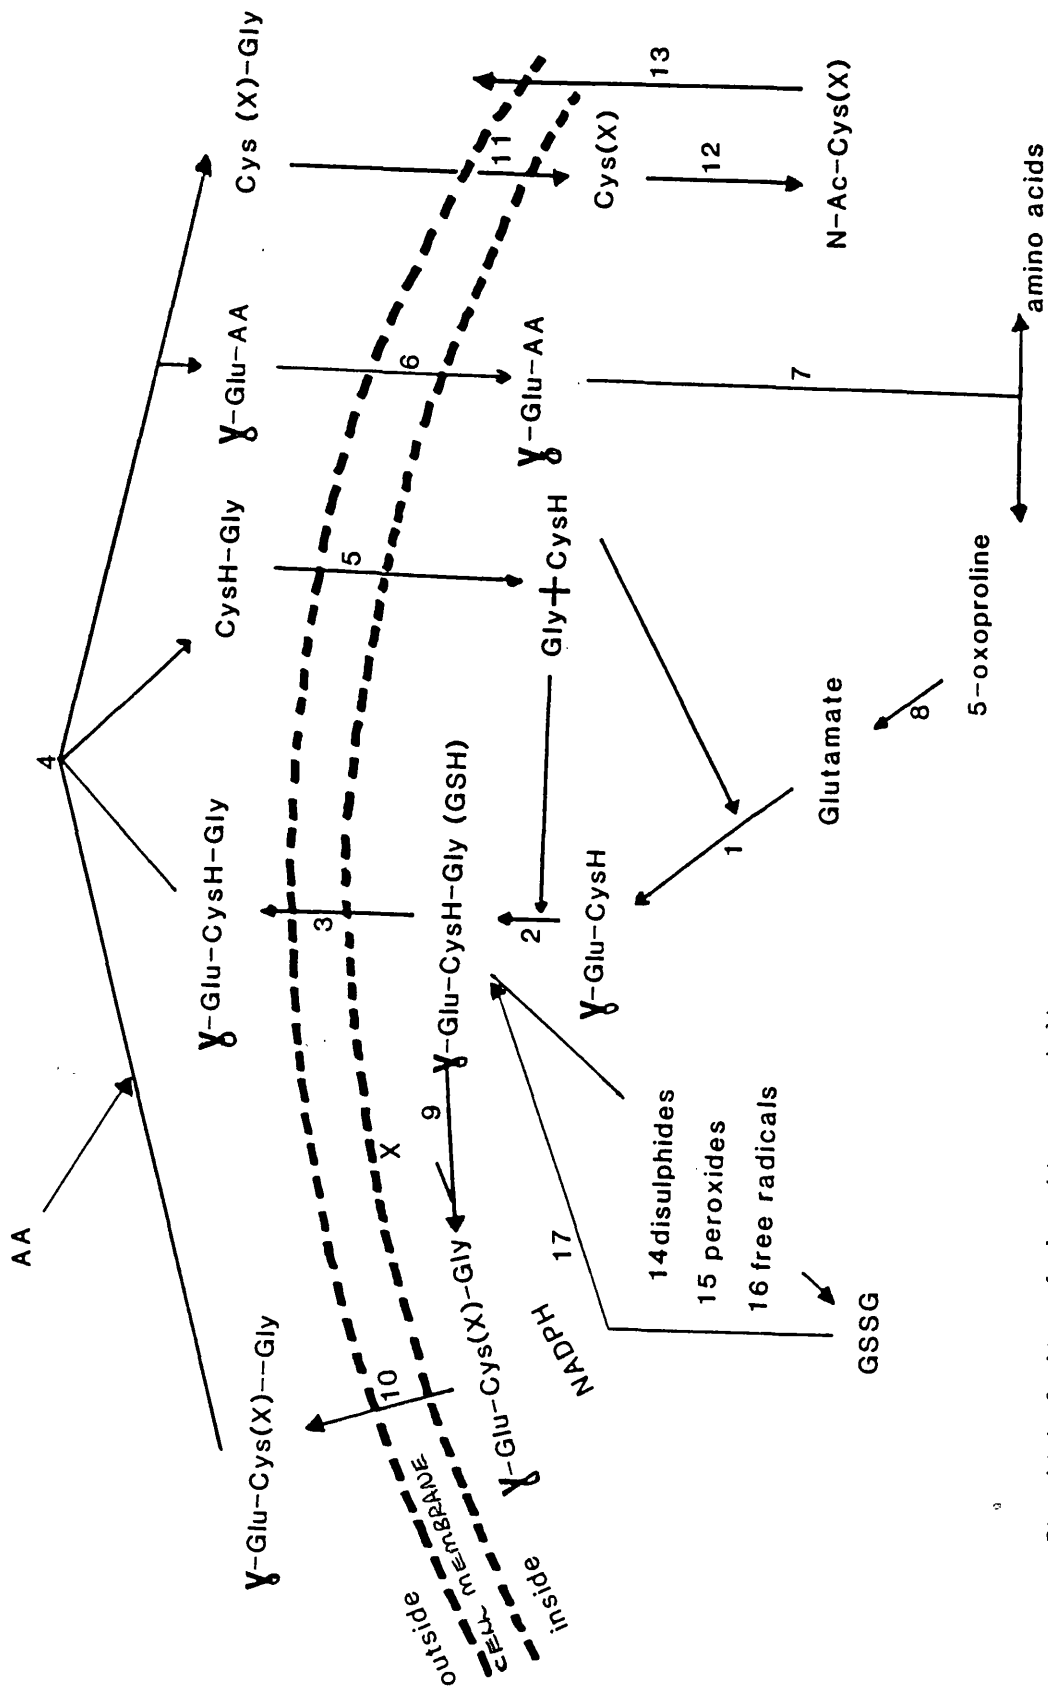 AA
4
γ-Glu-Cys(X)--Gly
γ-Glu-CysH-Gly
CysH-Gly
γ-Glu-AA
Cys (X)-Gly
outside
CELL MEMBRANE
inside
10
X
3
5
6
11
13
γ-Glu-Cys(X)-Gly
9
γ-Glu-CysH-Gly (GSH)
Gly+CysH
γ-Glu-AA
Cys(X)
NADPH
17
2
γ-Glu-CysH
12
14 disulphides
15 peroxides
16 free radicals
1
7
GSSG
Glutamate
N-Ac-Cys(X)
8
5-oxoproline
amino acids